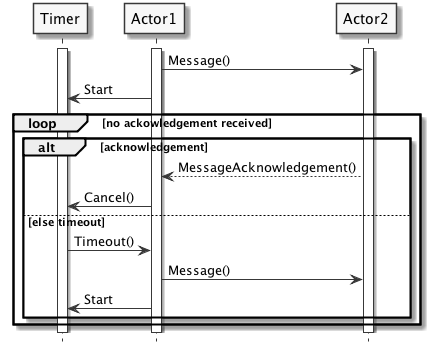 Timer Actor1 Actor2
Message()
Start
loop [no ackowledgement received]
alt [acknowledgement]
MessageAcknowledgement()
Cancel()
[else timeout]
Timeout()
Message()
Start